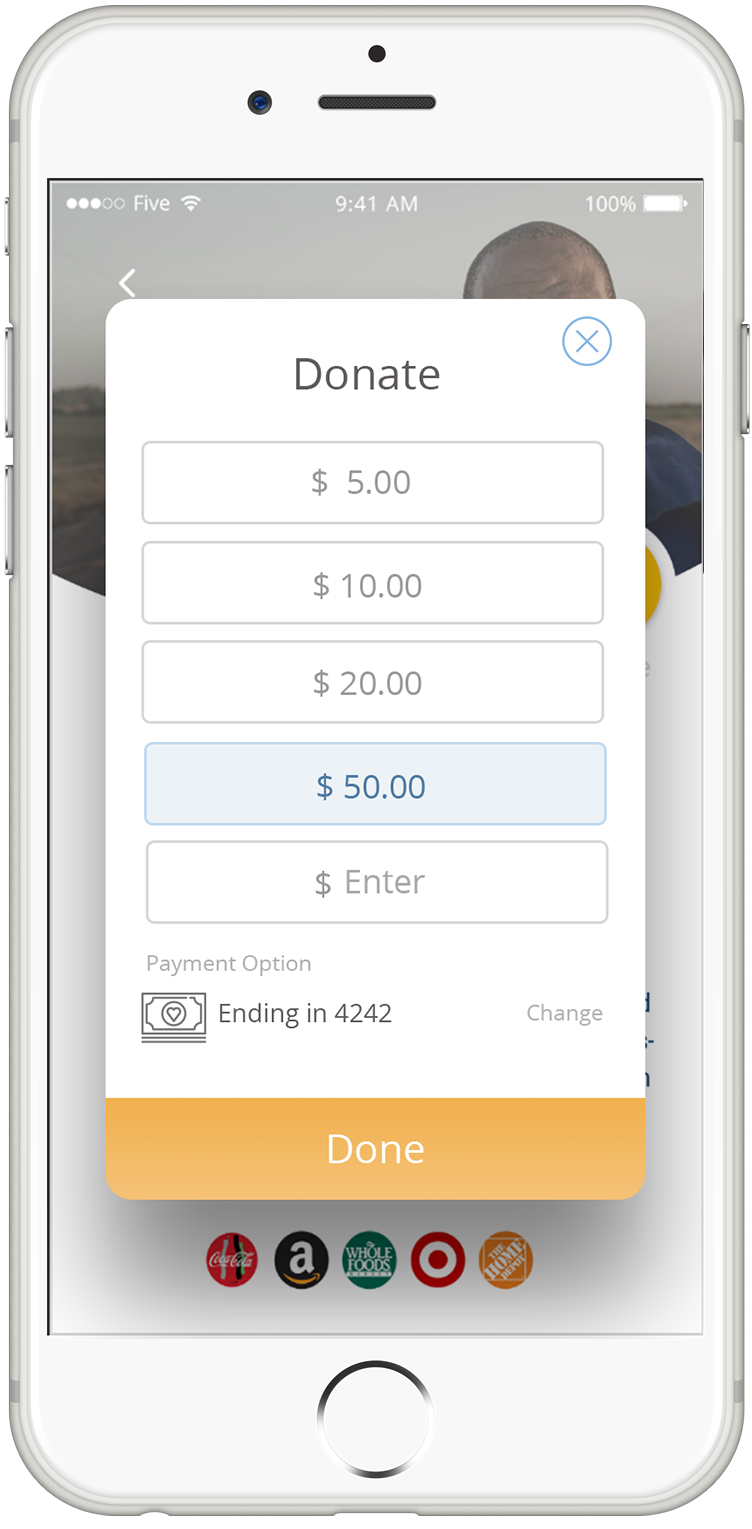 Five 9:41 AM 100%
Donate
$ 5.00
$ 10.00
$ 20.00
$ 50.00
$ Enter
Payment Option
Ending in 4242 Change
Done
Coca-Cola
a
WHOLE
FOODS
MARKET
THE
HOME
DEPOT